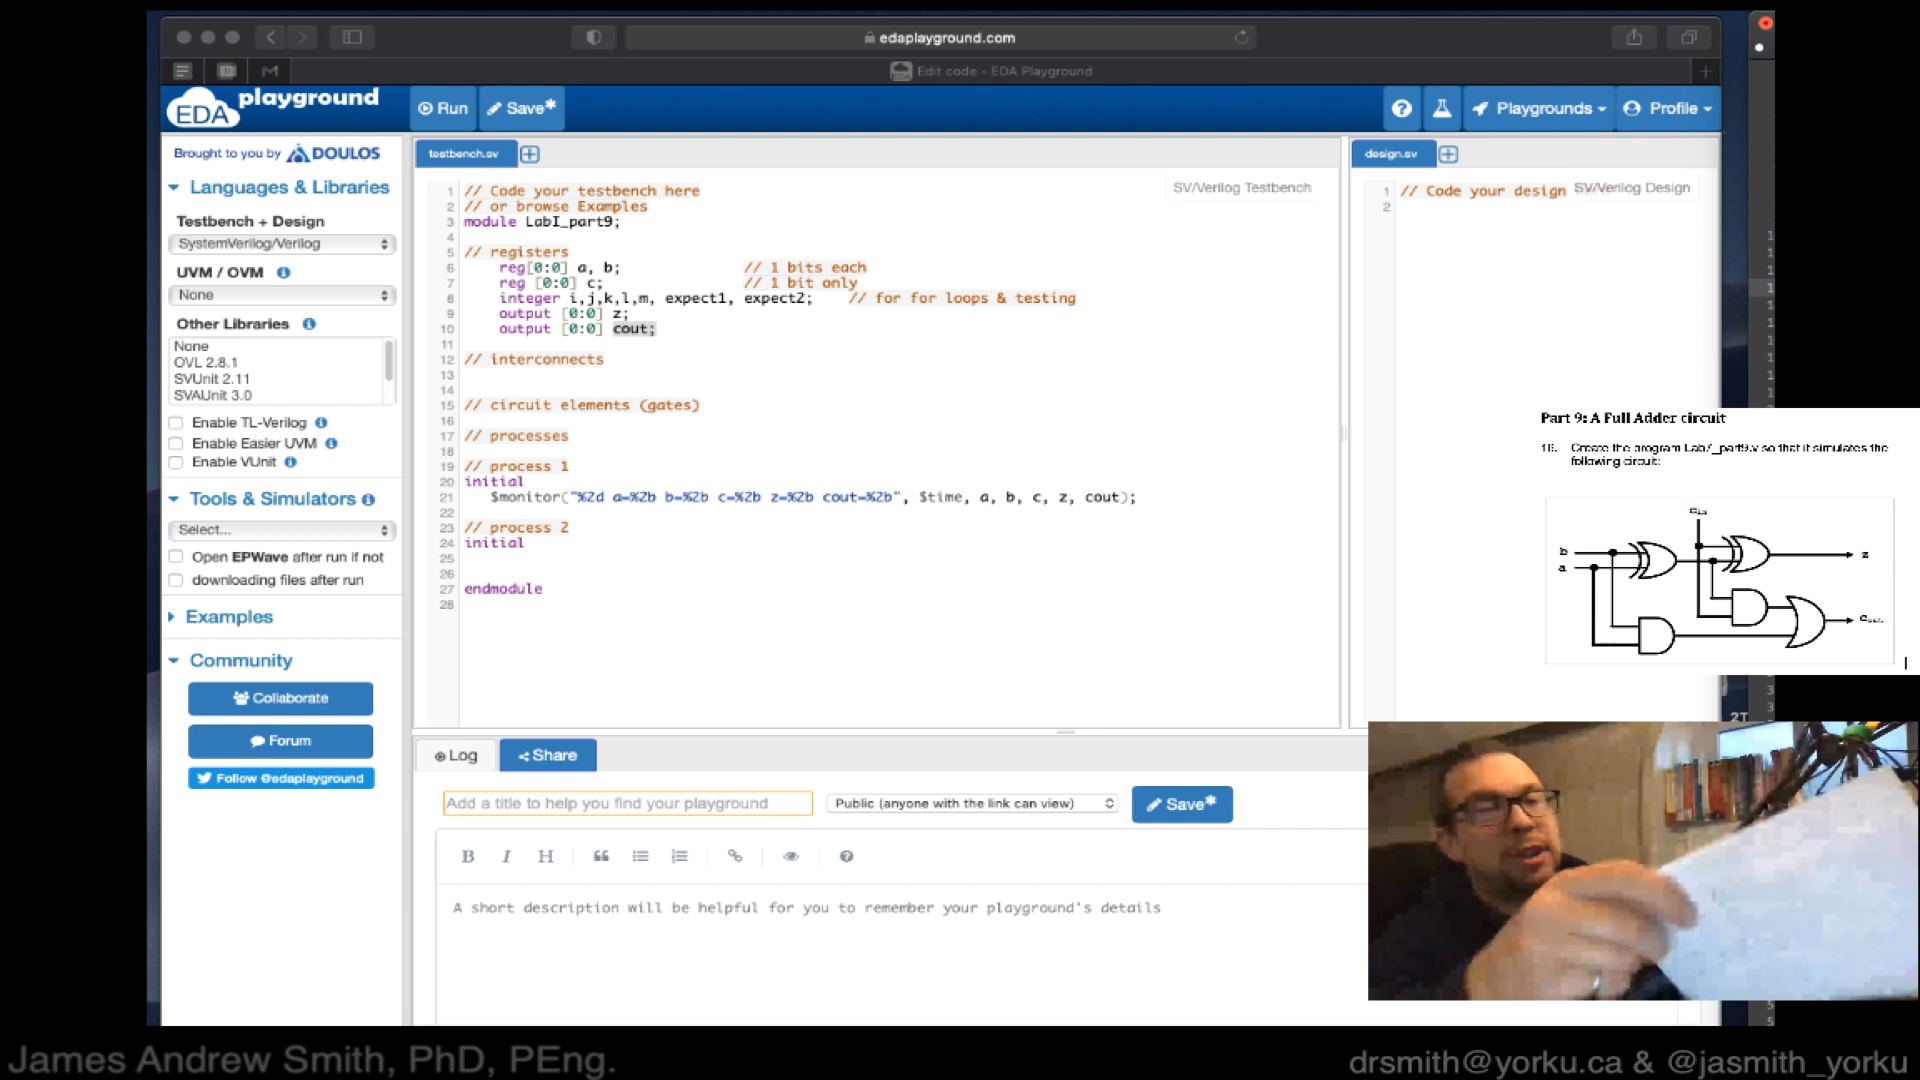 edaplayground.com
Edit code - EDA Playground
EDA playground
Run
Save*
Playgrounds
Profile
Brought to you by DOULOS
Languages & Libraries
Testbench + Design
SystemVerilog/Verilog
UVM / OVM
None
Other Libraries
None
OVL 2.8.1
SVUnit 2.11
SVAUnit 3.0
Enable TL-Verilog
Enable Easier UVM
Enable VUnit
Tools & Simulators
Select...
Open EPWave after run if not
downloading files after run
Examples
Community
Collaborate
Forum
Follow @edaplayground
testbench.sv
SV/Verilog Testbench
1 // Code your testbench here
2 // or browse Examples
3 module LabI_part9;
4
5 // registers
6 reg[0:0] a, b; // 1 bits each
7 reg [0:0] c; // 1 bit only
8 integer i,j,k,l,m, expect1, expect2; // for for loops & testing
9 output [0:0] z;
10 output [0:0] cout;
11
12 // interconnects
13
14
15 // circuit elements (gates)
16
17 // processes
18
19 // process 1
20 initial
21 $monitor("%2d a=%2b b=%2b c=%2b z=%2b cout=%2b", $time, a, b, c, z, cout);
22
23 // process 2
24 initial
25
26
27 endmodule
28
design.sv
1 // Code your design SV/Verilog Design
2
Log
Share
Add a title to help you find your playground
Public (anyone with the link can view)
Save*
B I H
A short description will be helpful for you to remember your playground's details
Part 9: A Full Adder circuit
16. Create the program so that it simulates the
following circuit:
b
a
z
James Andrew Smith, PhD, PEng.
drsmith@yorku.ca & @jasmith_yorku